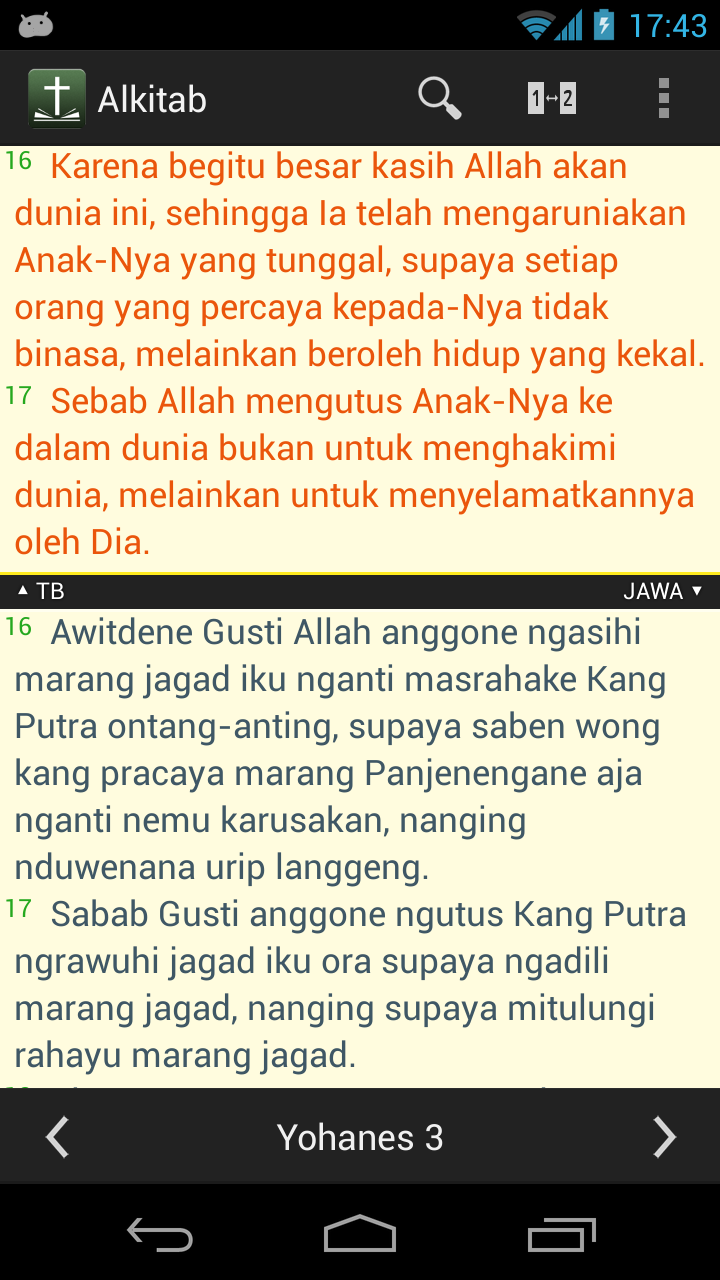 17:43
Alkitab
1↔2
16 Karena begitu besar kasih Allah akan
dunia ini, sehingga Ia telah mengaruniakan
Anak-Nya yang tunggal, supaya setiap
orang yang percaya kepada-Nya tidak
binasa, melainkan beroleh hidup yang kekal.
17 Sebab Allah mengutus Anak-Nya ke
dalam dunia bukan untuk menghakimi
dunia, melainkan untuk menyelamatkannya
oleh Dia.
▲ TB JAWA ▼
16 Awitdene Gusti Allah anggone ngasihi
marang jagad iku nganti masrahake Kang
Putra ontang-anting, supaya saben wong
kang pracaya marang Panjenengane aja
nganti nemu karusakan, nanging
nduwenana urip langgeng.
17 Sabab Gusti anggone ngutus Kang Putra
ngrawuhi jagad iku ora supaya ngadili
marang jagad, nanging supaya mitulungi
rahayu marang jagad.
Yohanes 3